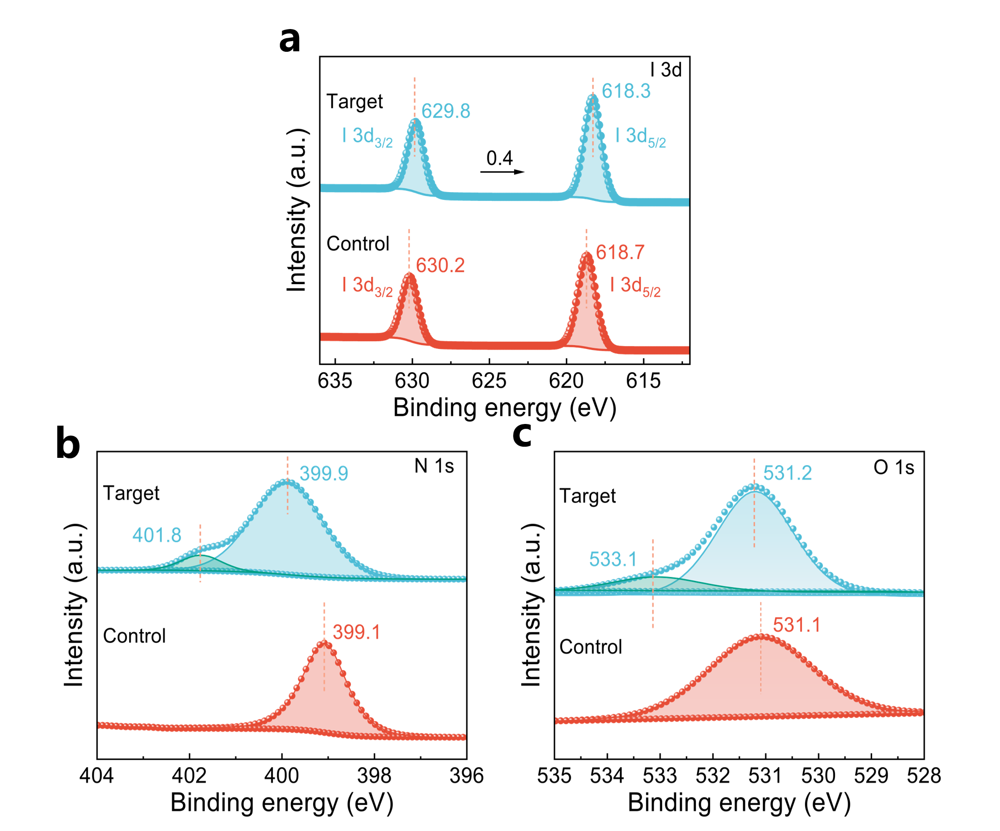 a
I 3d
Target
618.3
629.8
I 3d3/2
I 3d5/2
0.4
Control
618.7
630.2
I 3d3/2
I 3d5/2
Intensity (a.u.)
635 630 625 620 615
Binding energy (eV)
b
N 1s
Target
399.9
401.8
Control
399.1
Intensity (a.u.)
404 402 400 398 396
Binding energy (eV)
c
O 1s
Target
531.2
533.1
Control
531.1
Intensity (a.u.)
535 534 533 532 531 530 529 528
Binding energy (eV)